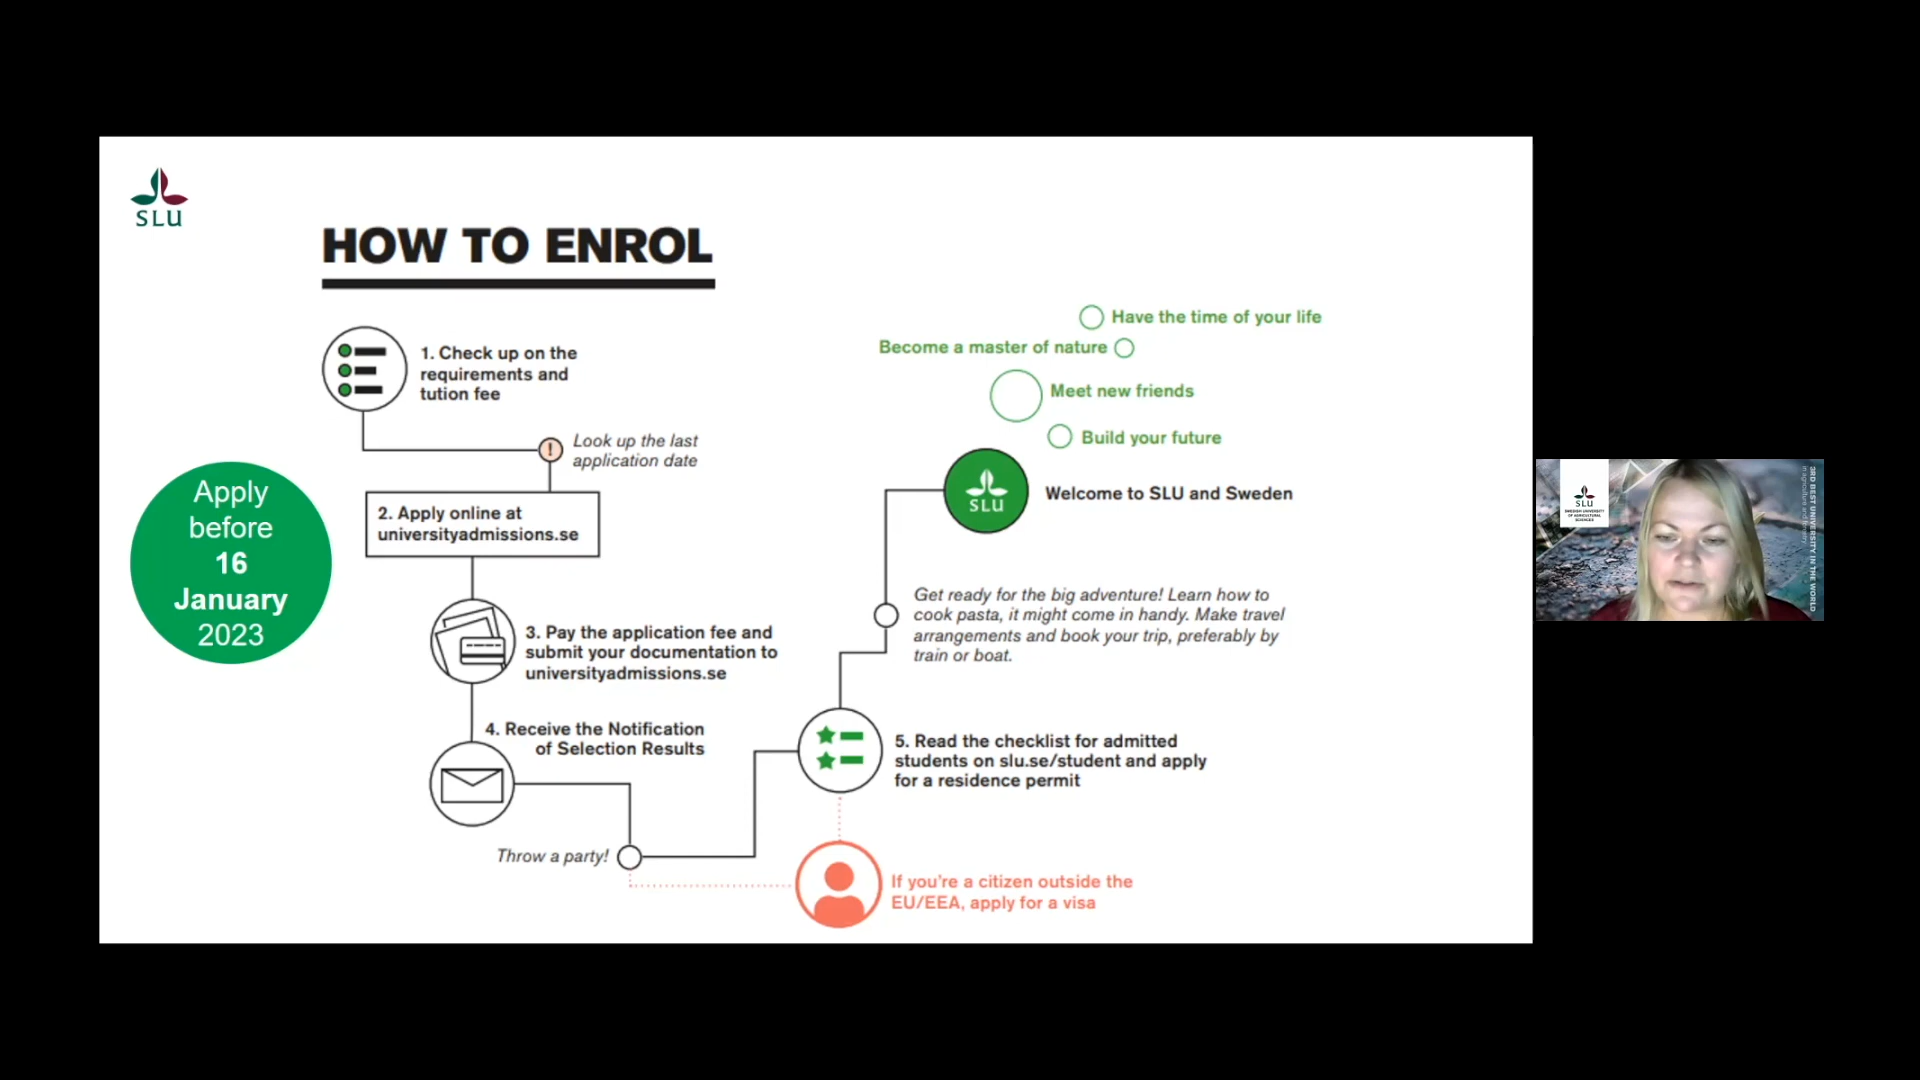 SLU
HOW TO ENROL
1. Check up on the
requirements and
tution fee
Look up the last
application date
!
2. Apply online at
universityadmissions.se
Apply
before
16
January
2023
3. Pay the application fee and
submit your documentation to
universityadmissions.se
4. Receive the Notification
of Selection Results
Throw a party!
5. Read the checklist for admitted
students on slu.se/student and apply
for a residence permit
If you're a citizen outside the
EU/EEA, apply for a visa
Get ready for the big adventure! Learn how to
cook pasta, it might come in handy. Make travel
arrangements and book your trip, preferably by
train or boat.
SLU
Welcome to SLU and Sweden
Build your future
Meet new friends
Become a master of nature
Have the time of your life
SLU
SWEDISH UNIVERSITY
OF AGRICULTURAL
SCIENCES
3RD BEST UNIVERSITY IN THE WORLD
in agriculture and forestry